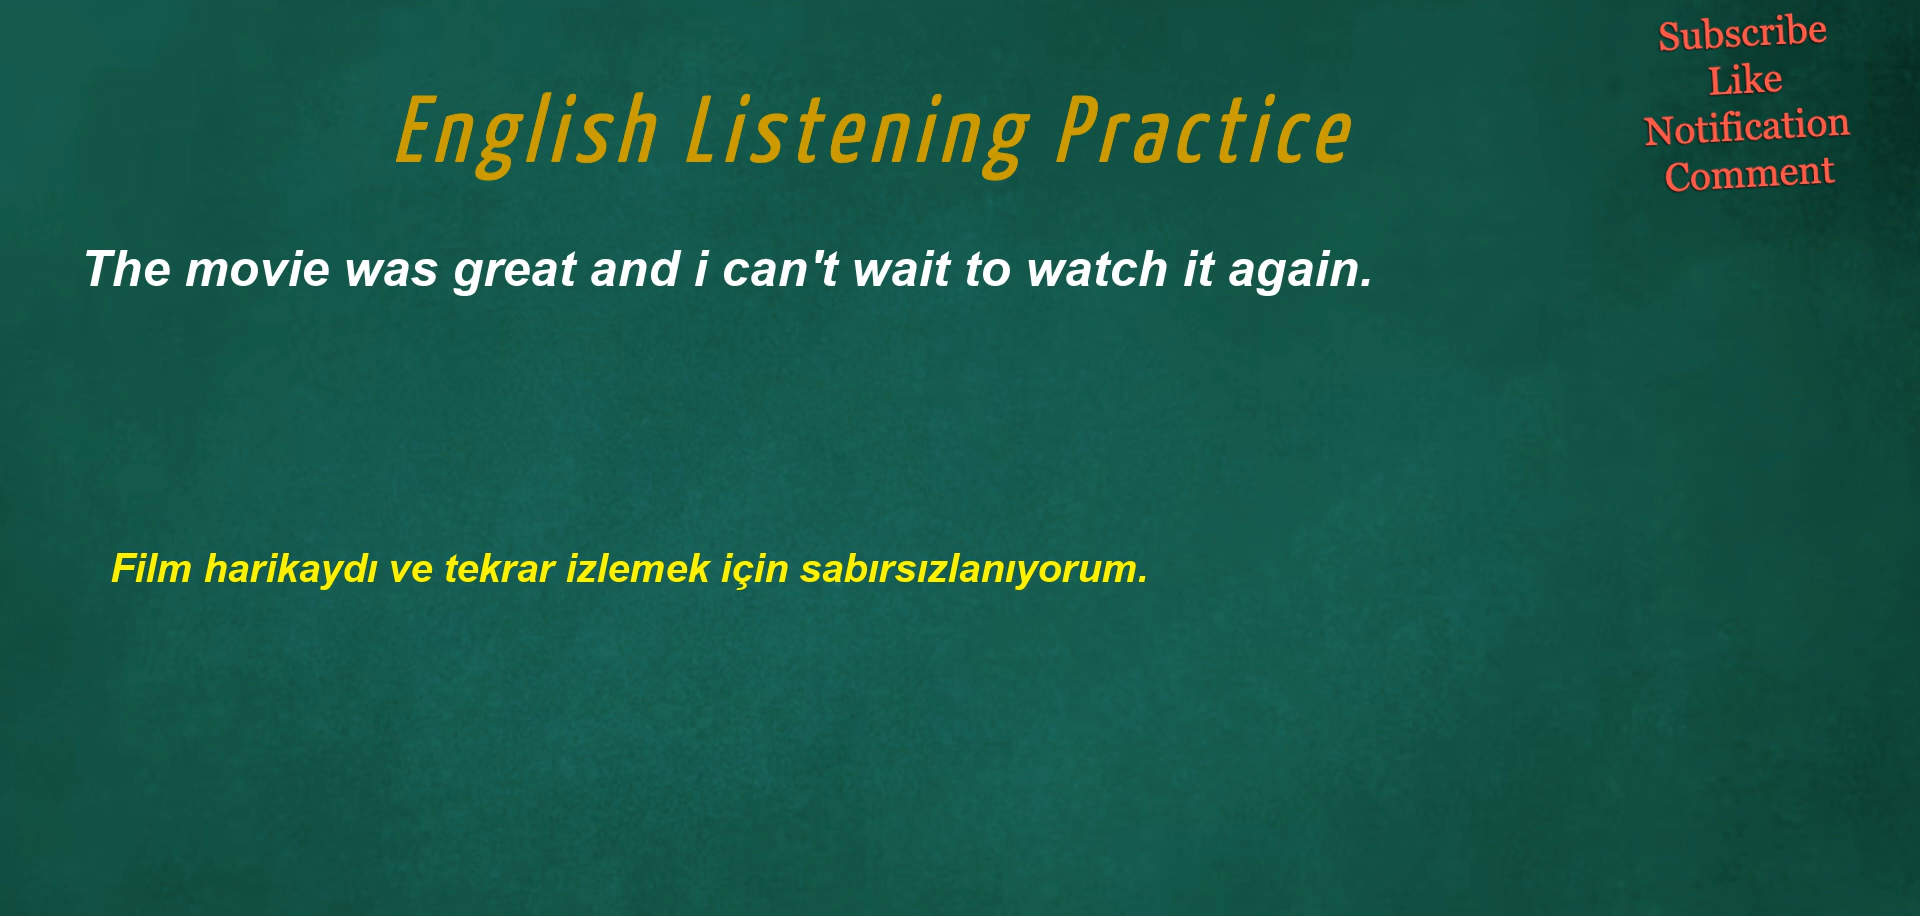 English Listening Practice
Subscribe
Like
Notification
Comment
The movie was great and i can't wait to watch it again.
Film harikaydı ve tekrar izlemek için sabırsızlanıyorum.